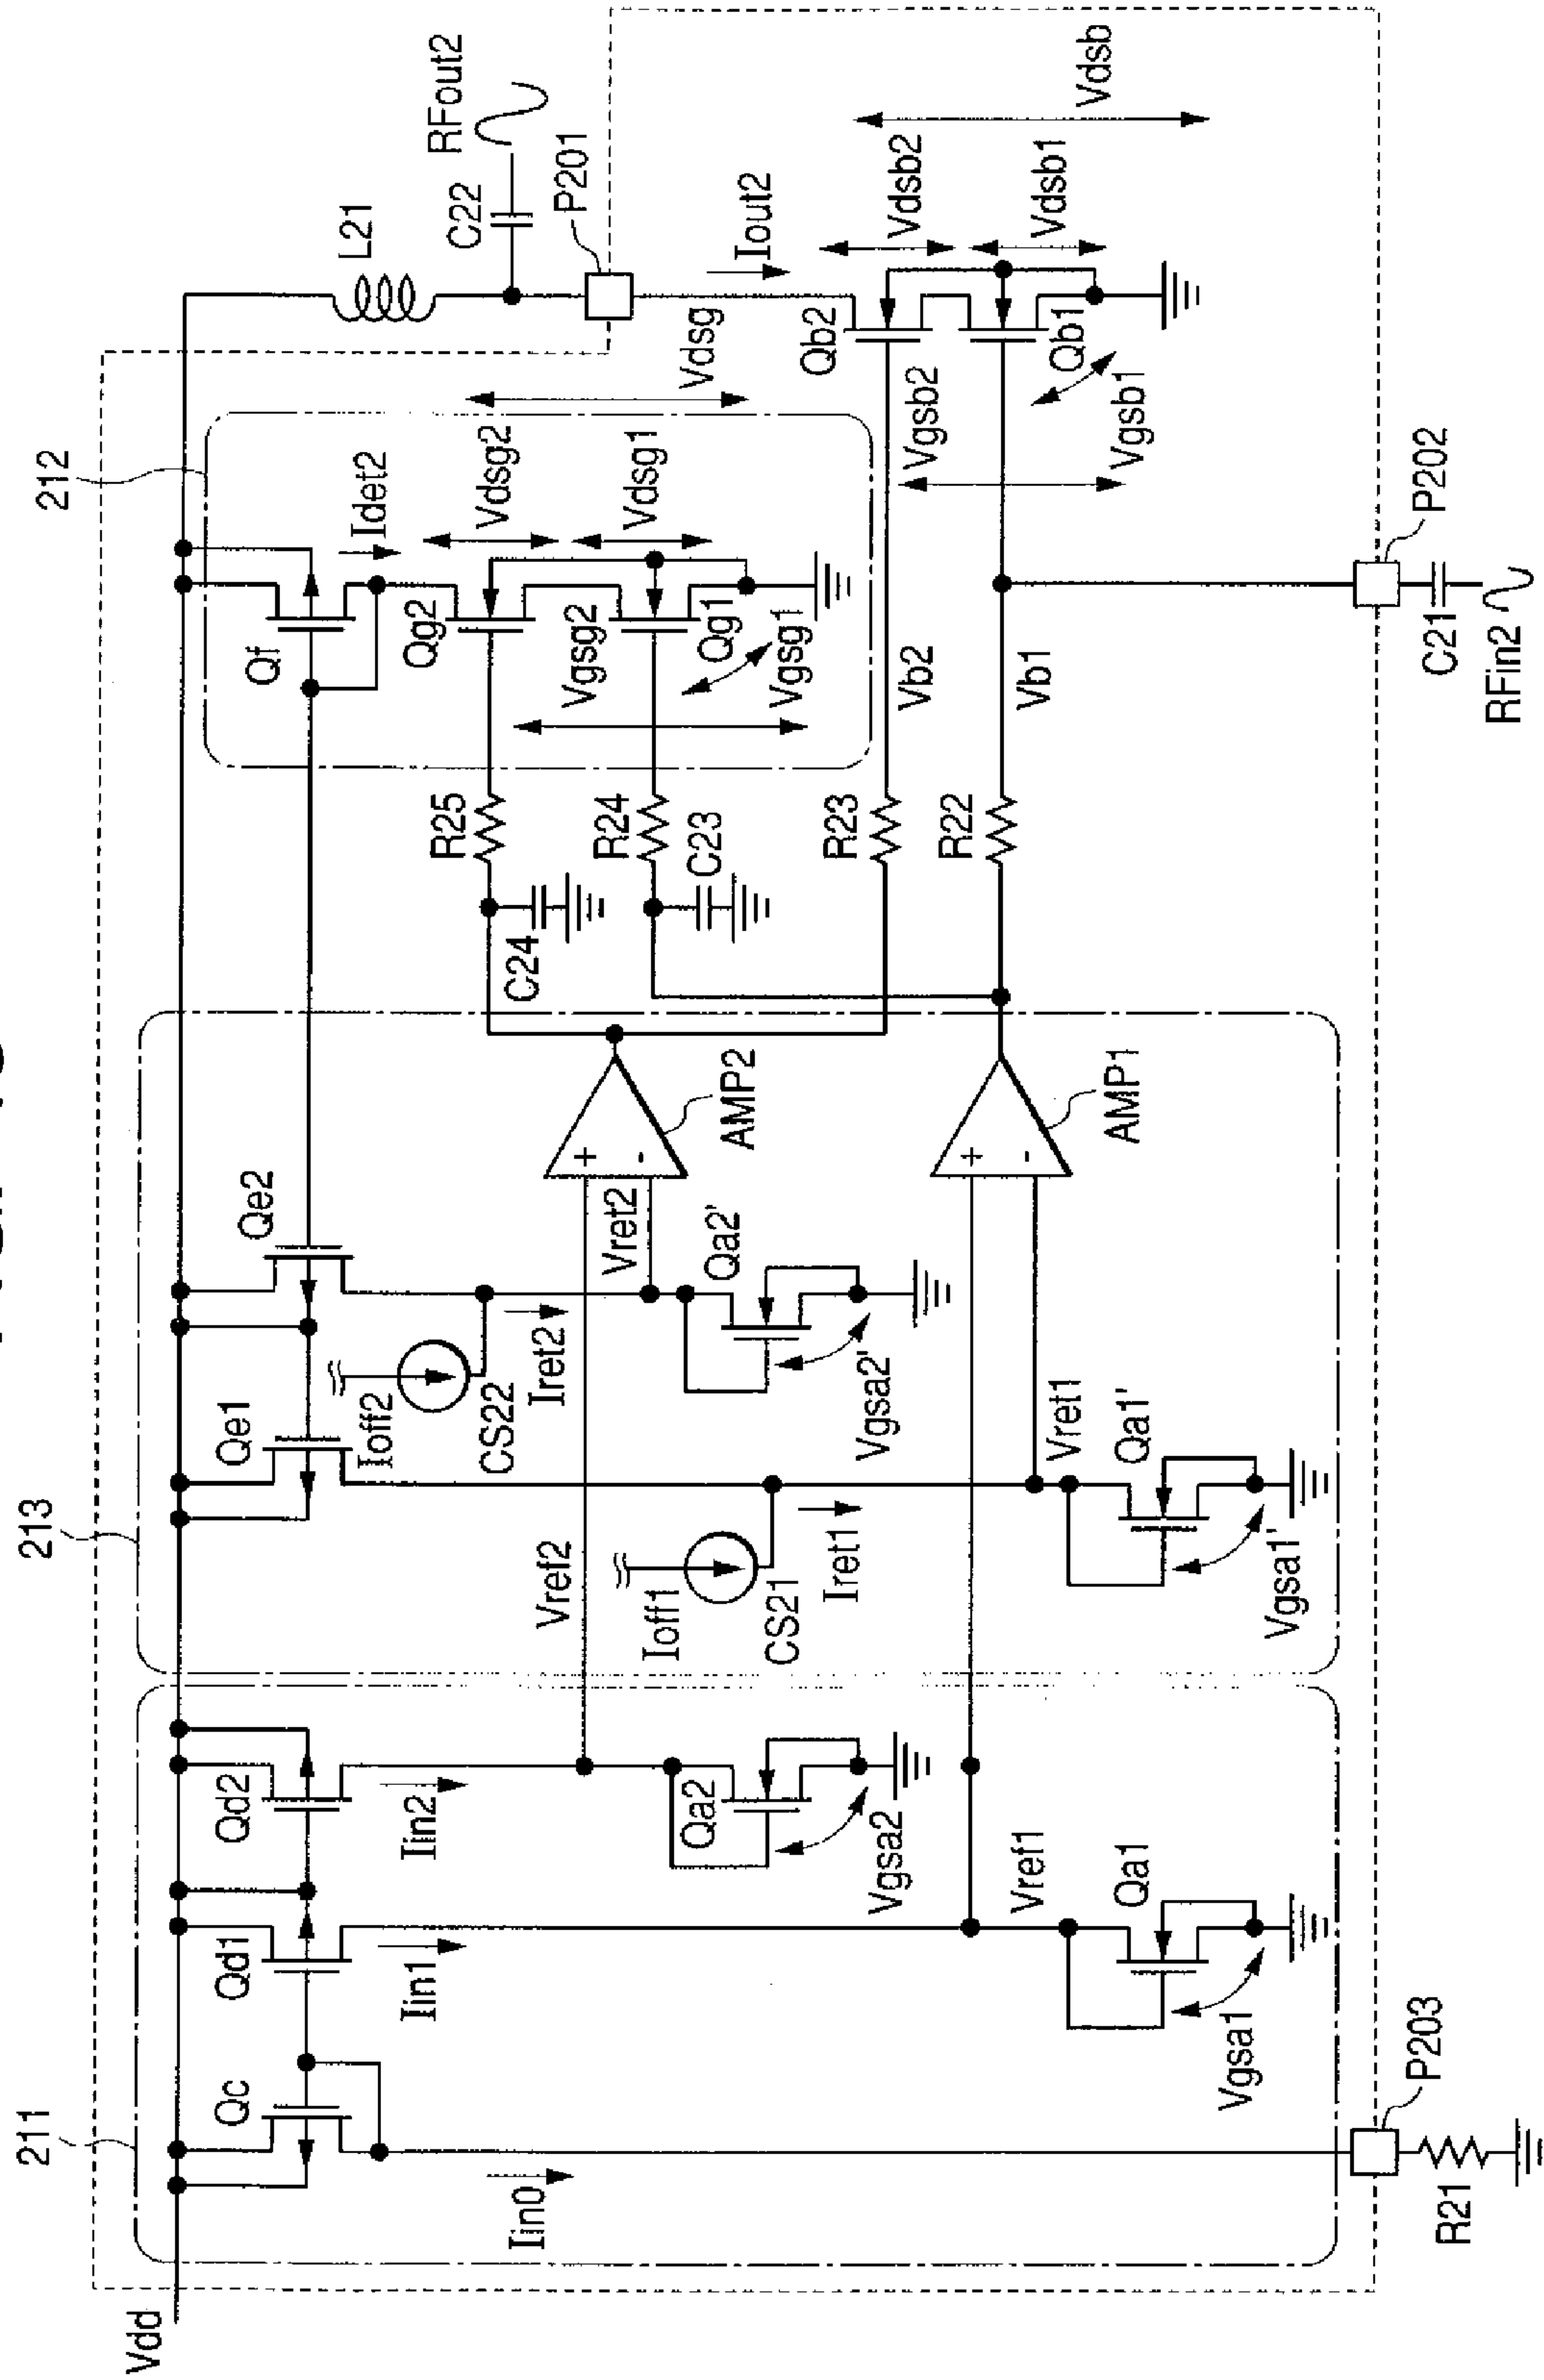 Vdd
211
Qc
Iin0
P203
R21
Qd1
Iin1
Vref1
Qa1
Vgsa1
Qd2
Iin2
Qa2
Vgsa2
213
Qe1
Ioff1
CS21
Iret1
Vret1
Qa1'
Vgsa1'
Vref2
Qe2
Ioff2
CS22
Iret2
Vret2
Qa2'
Vgsa2'
+
-
AMP2
+
-
AMP1
C24
R25
R24
C23
R23
R22
Vb2
Vb1
212
Qf
Idet2
Qg2
Vdsg2
Vgsg2
Vdsg1
Qg1
Vgsg1
Vdsg
P202
C21
RFin2
L21
C22
RFout2
P201
Iout2
Qb2
Vdsb2
Vgsb2
Vdsb1
Qb1
Vgsb1
Vdsb